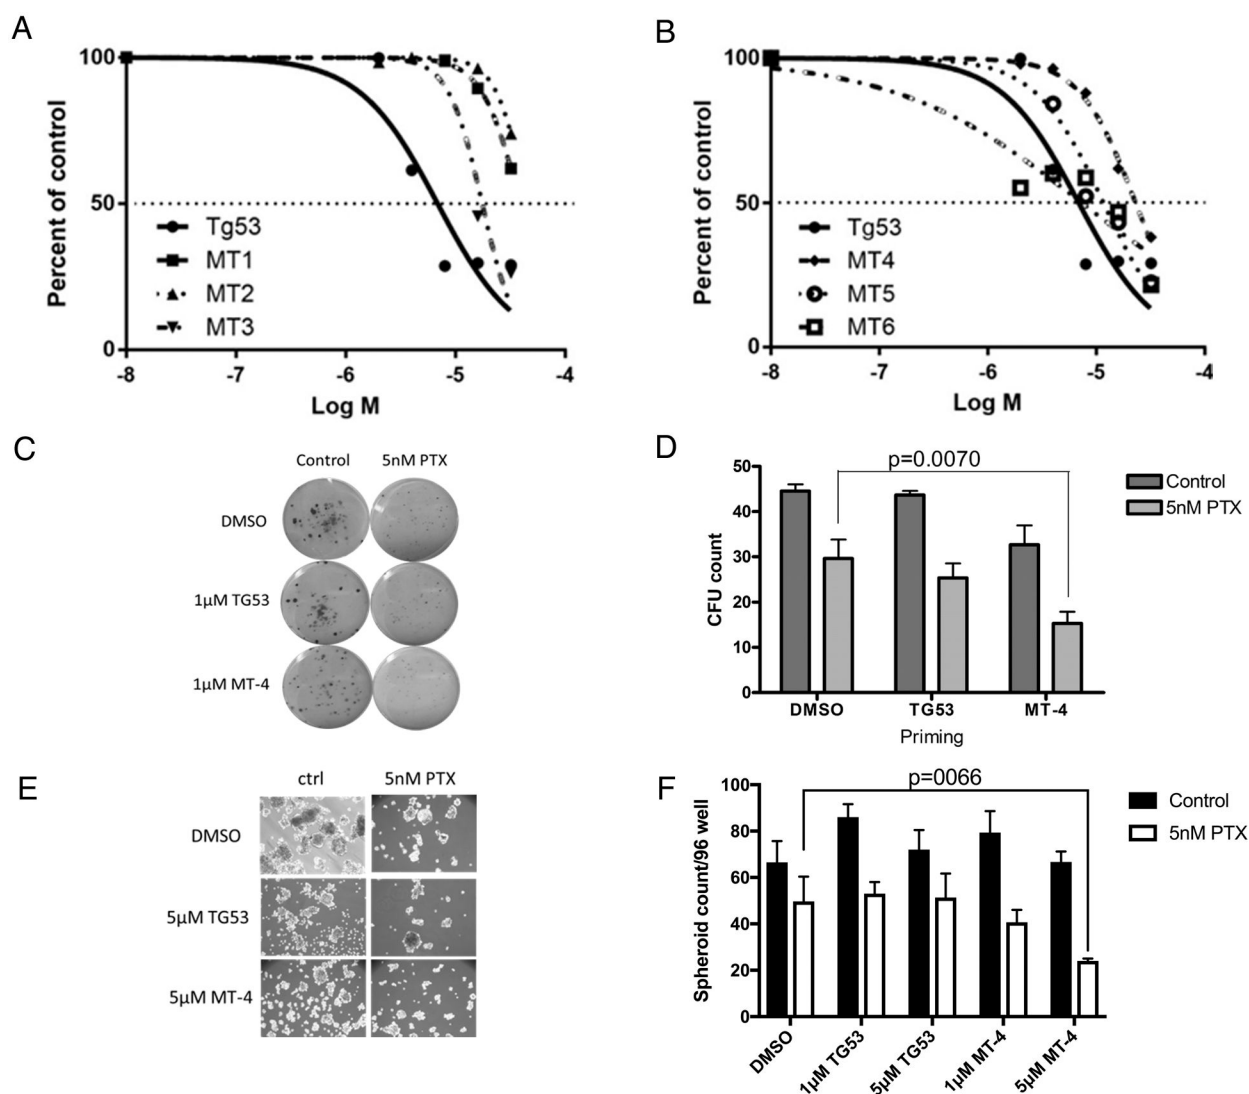 A
100
50
0
Percent of control
Tg53
MT1
MT2
MT3
-8 -7 -6 -5 -4
Log M
B
100
50
0
Percent of control
Tg53
MT4
MT5
MT6
-8 -7 -6 -5 -4
Log M
C
Control 5nM PTX
DMSO
1µM TG53
1µM MT-4
D
p=0.0070
Control
5nM PTX
50
40
30
20
10
0
CFU count
DMSO TG53 MT-4
Priming
E
ctrl 5nM PTX
DMSO
5µM TG53
5µM MT-4
F
p=0066
Control
5nM PTX
100
80
60
40
20
0
Spheroid count/96 well
DMSO
1µM TG53
5µM TG53
1µM MT-4
5µM MT-4